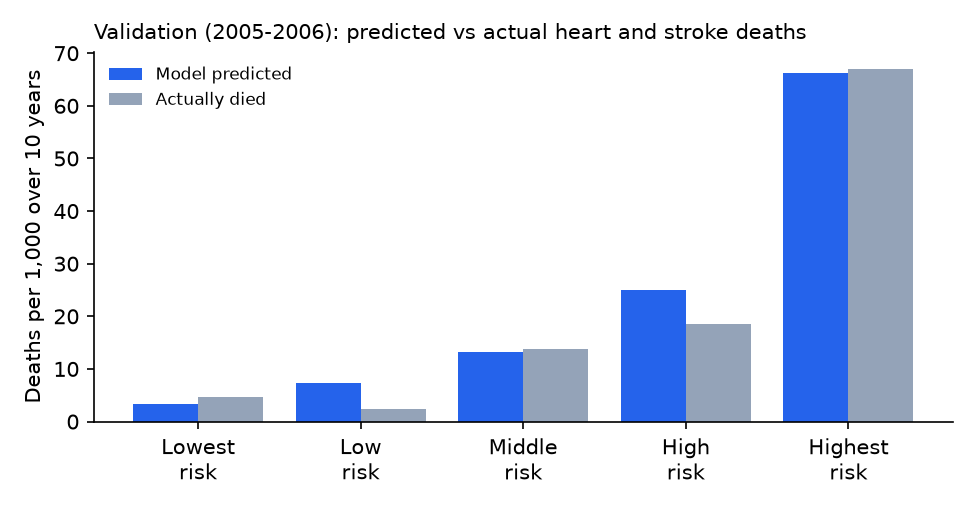 Validation (2005-2006): predicted vs actual heart and stroke deaths
Deaths per 1,000 over 10 years
70
60
50
40
30
20
10
0
Model predicted
Actually died
Lowest
risk
Low
risk
Middle
risk
High
risk
Highest
risk